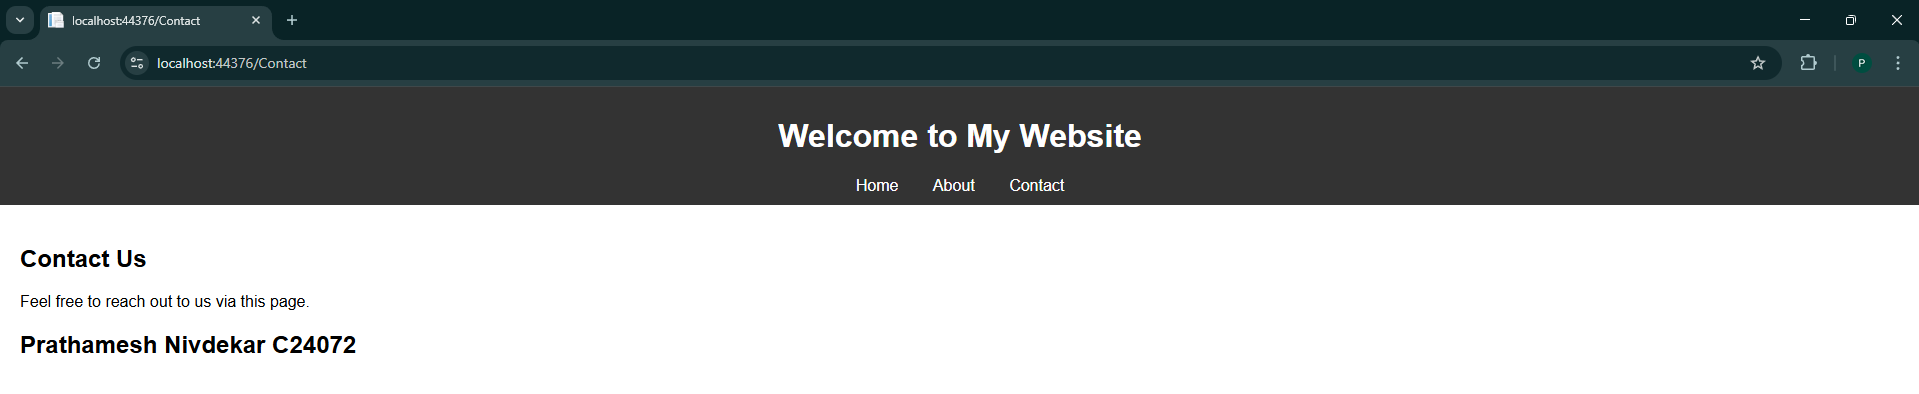 localhost:44376/Contact
localhost:44376/Contact
P
Welcome to My Website
Home About Contact
Contact Us
Feel free to reach out to us via this page.
Prathamesh Nivdekar C24072